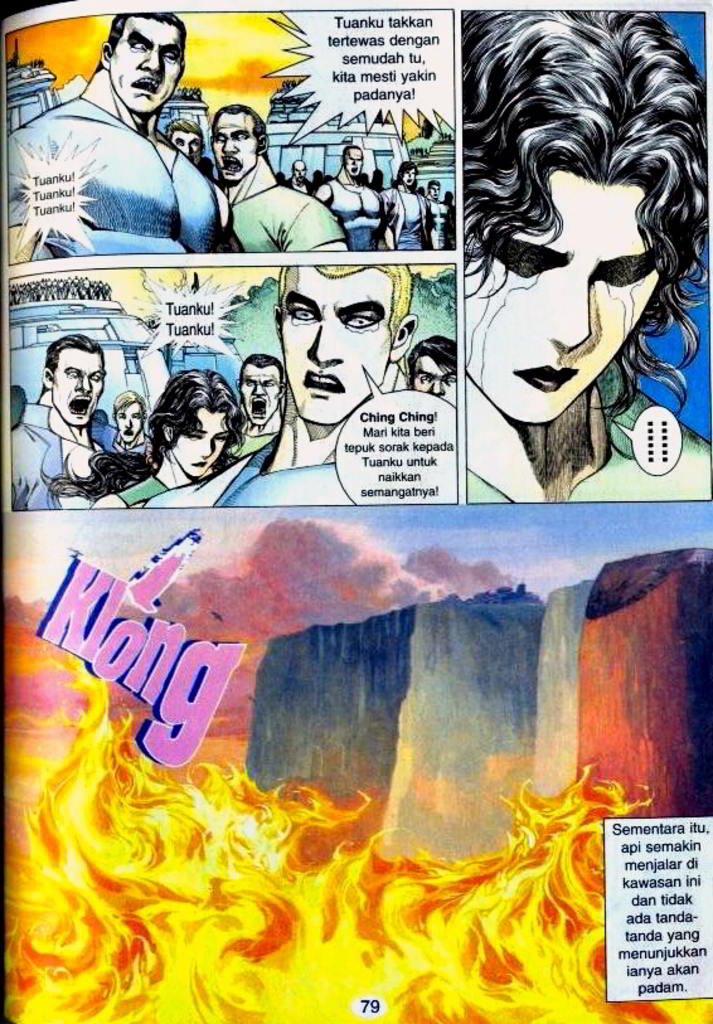 Tuanku takkan
tertewas dengan
semudah tu,
kita mesti yakin
padanya!
Tuanku!
Tuanku!
Tuanku!
Tuanku!
Tuanku!
Ching Ching!
Mari kita beri
tepuk sorak kepada
Tuanku untuk
naikkan
semangatnya!
Klong
Sementara itu,
api semakin
menjalar di
kawasan ini
dan tidak
ada tanda-
tanda yang
menunjukkan
ianya akan
padam.
79